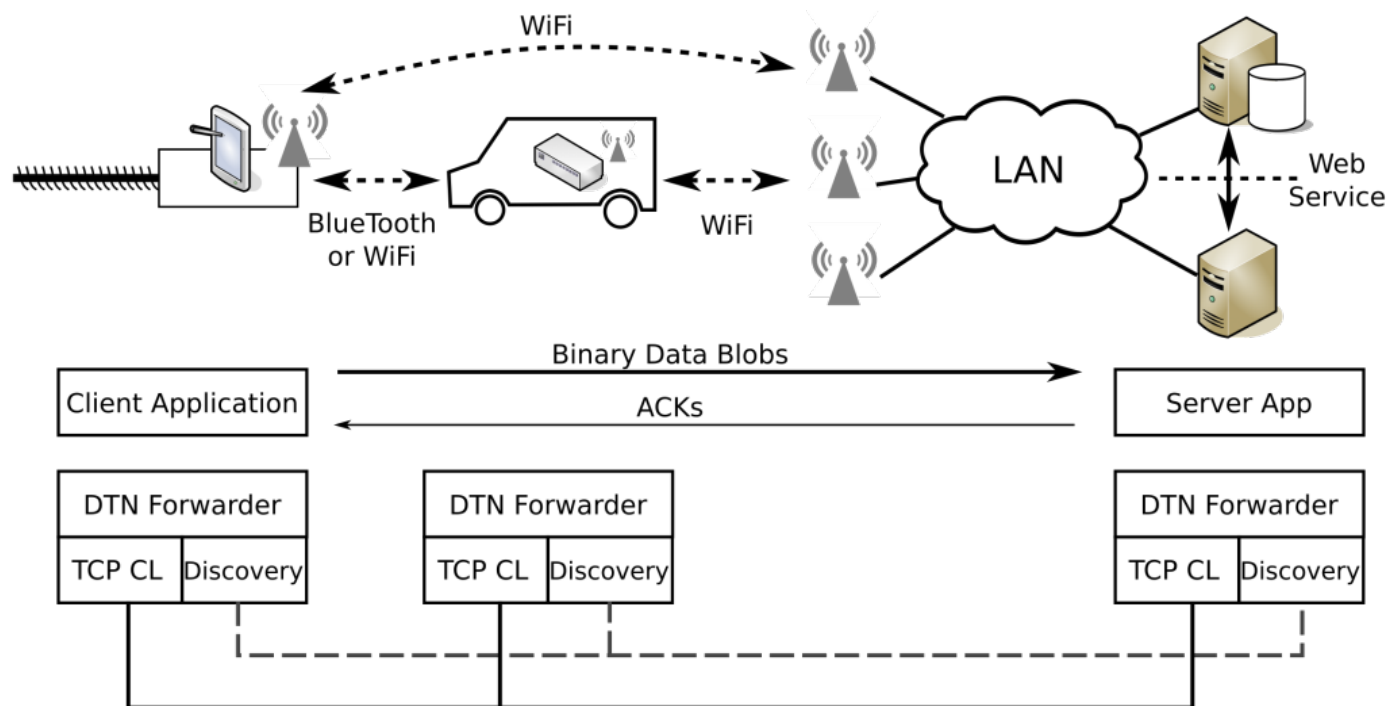 WiFi
LAN
Web
Service
BlueTooth
or WiFi
WiFi
Binary Data Blobs
Client Application
ACKs
Server App
DTN Forwarder
DTN Forwarder
DTN Forwarder
TCP CL
Discovery
TCP CL
Discovery
TCP CL
Discovery